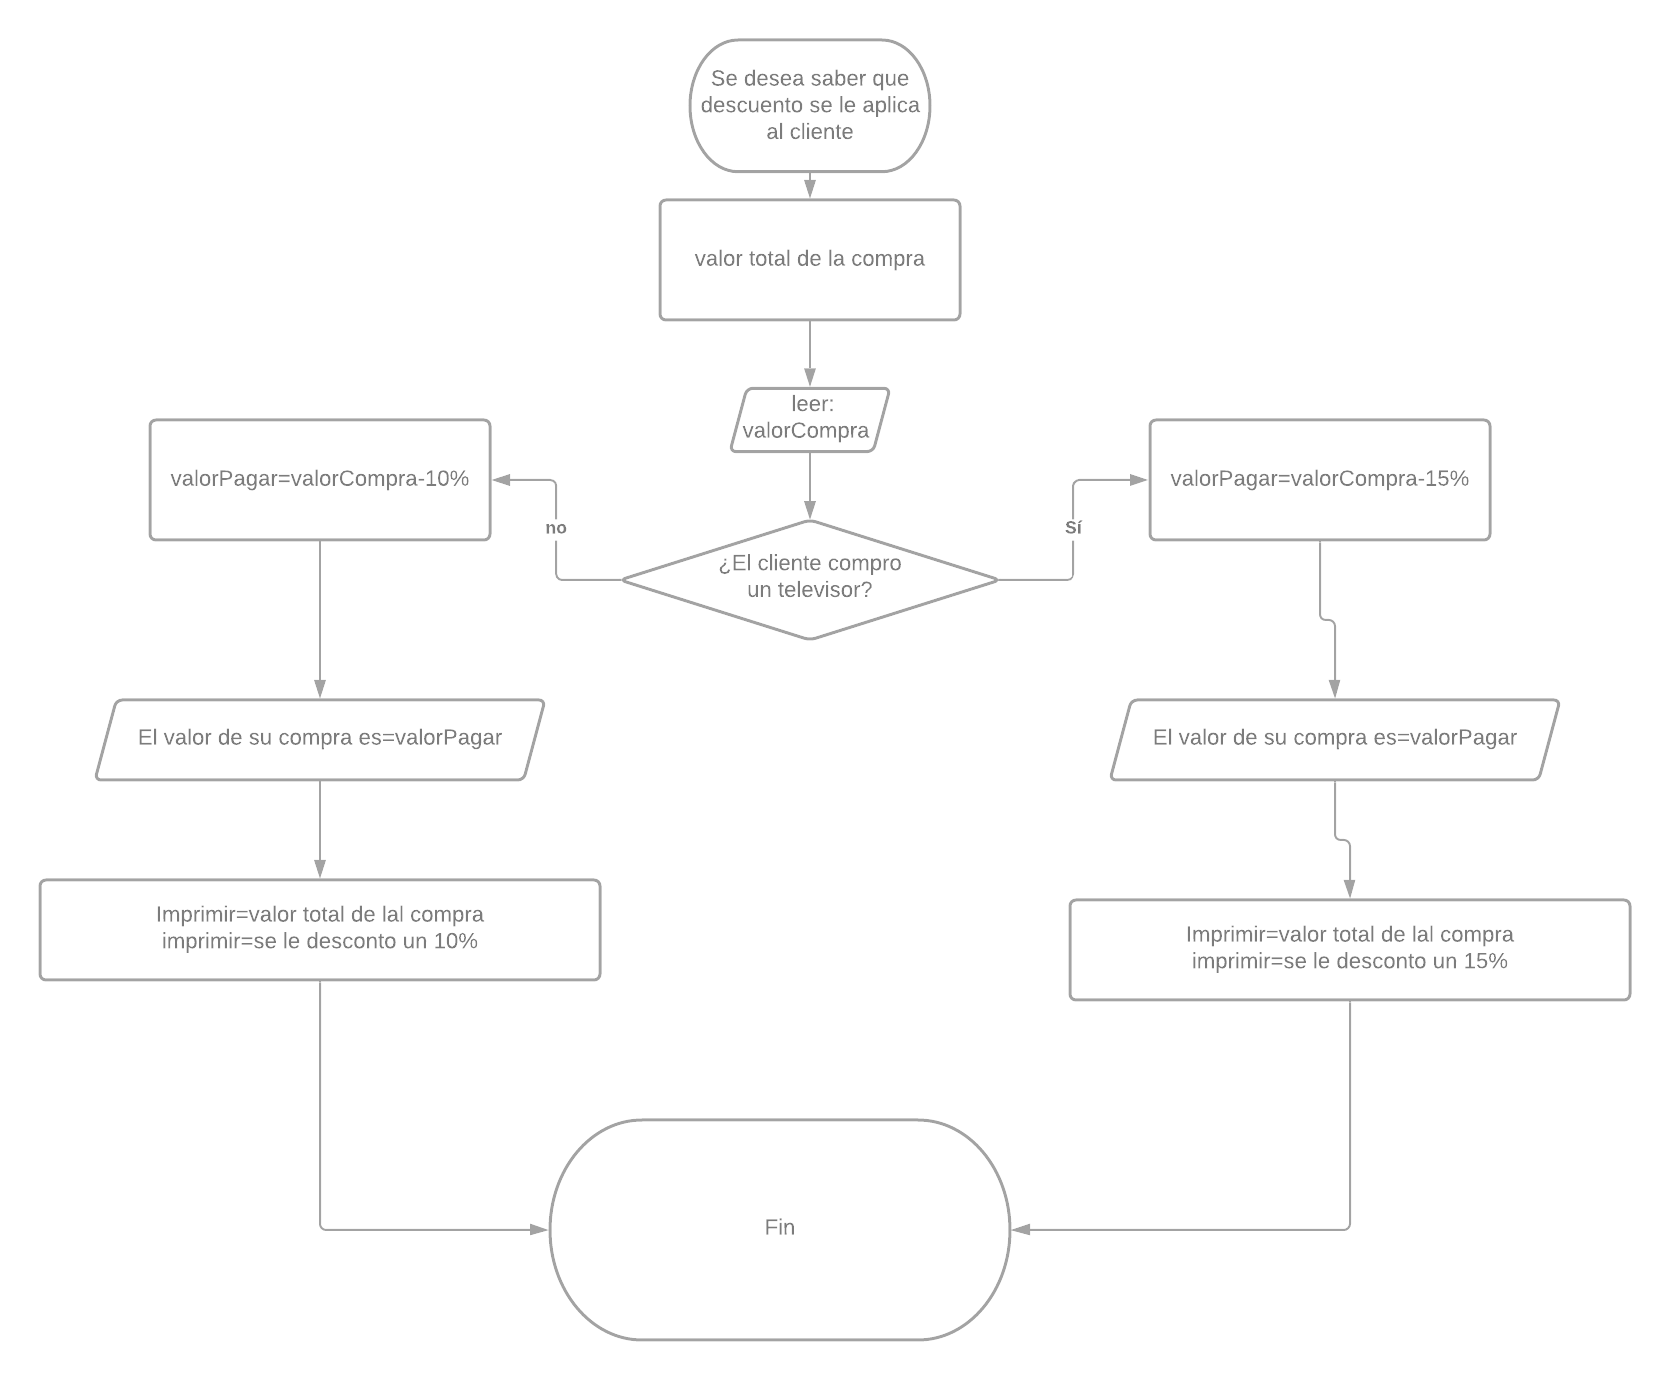 Se desea saber que
descuento se le aplica
al cliente
valor total de la compra
leer:
valorCompra
¿El cliente compro
un televisor?
no
Sí
valorPagar=valorCompra-10%
valorPagar=valorCompra-15%
El valor de su compra es=valorPagar
El valor de su compra es=valorPagar
Imprimir=valor total de lal compra
imprimir=se le desconto un 10%
Imprimir=valor total de lal compra
imprimir=se le desconto un 15%
Fin